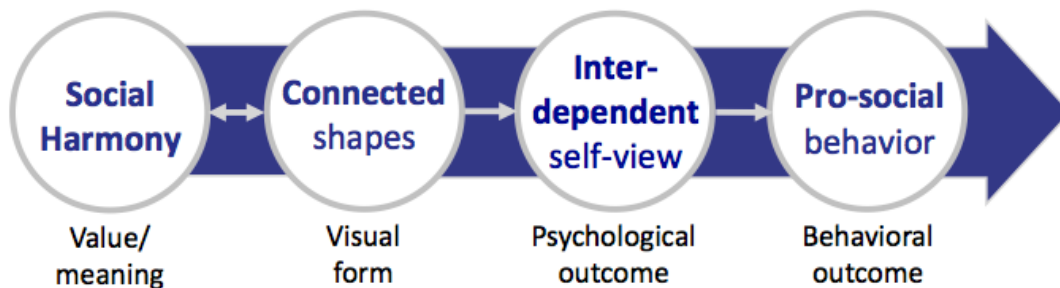 Social
Harmony
Connected
shapes
Inter-
dependent
self-view
Pro-social
behavior
Value/
meaning
Visual
form
Psychological
outcome
Behavioral
outcome